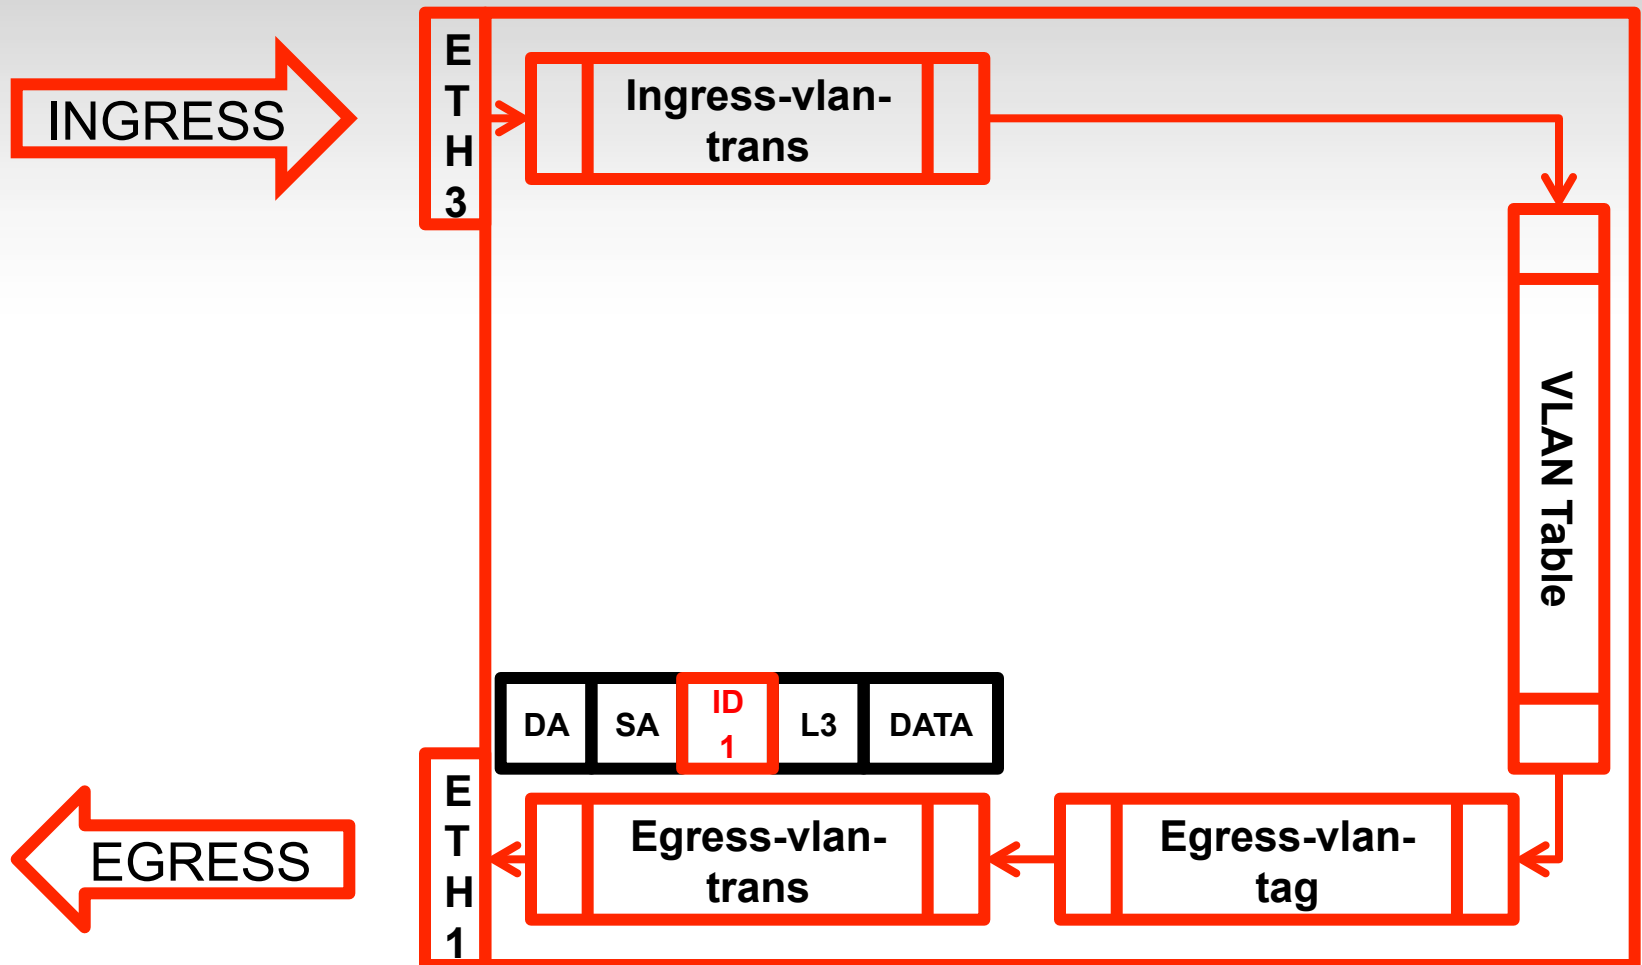 INGRESS
E
T
H
3
Ingress-vlan-
trans
VLAN Table
DA SA ID L3 DATA
1
EGRESS
E
T
H
1
Egress-vlan-
trans
Egress-vlan-
tag